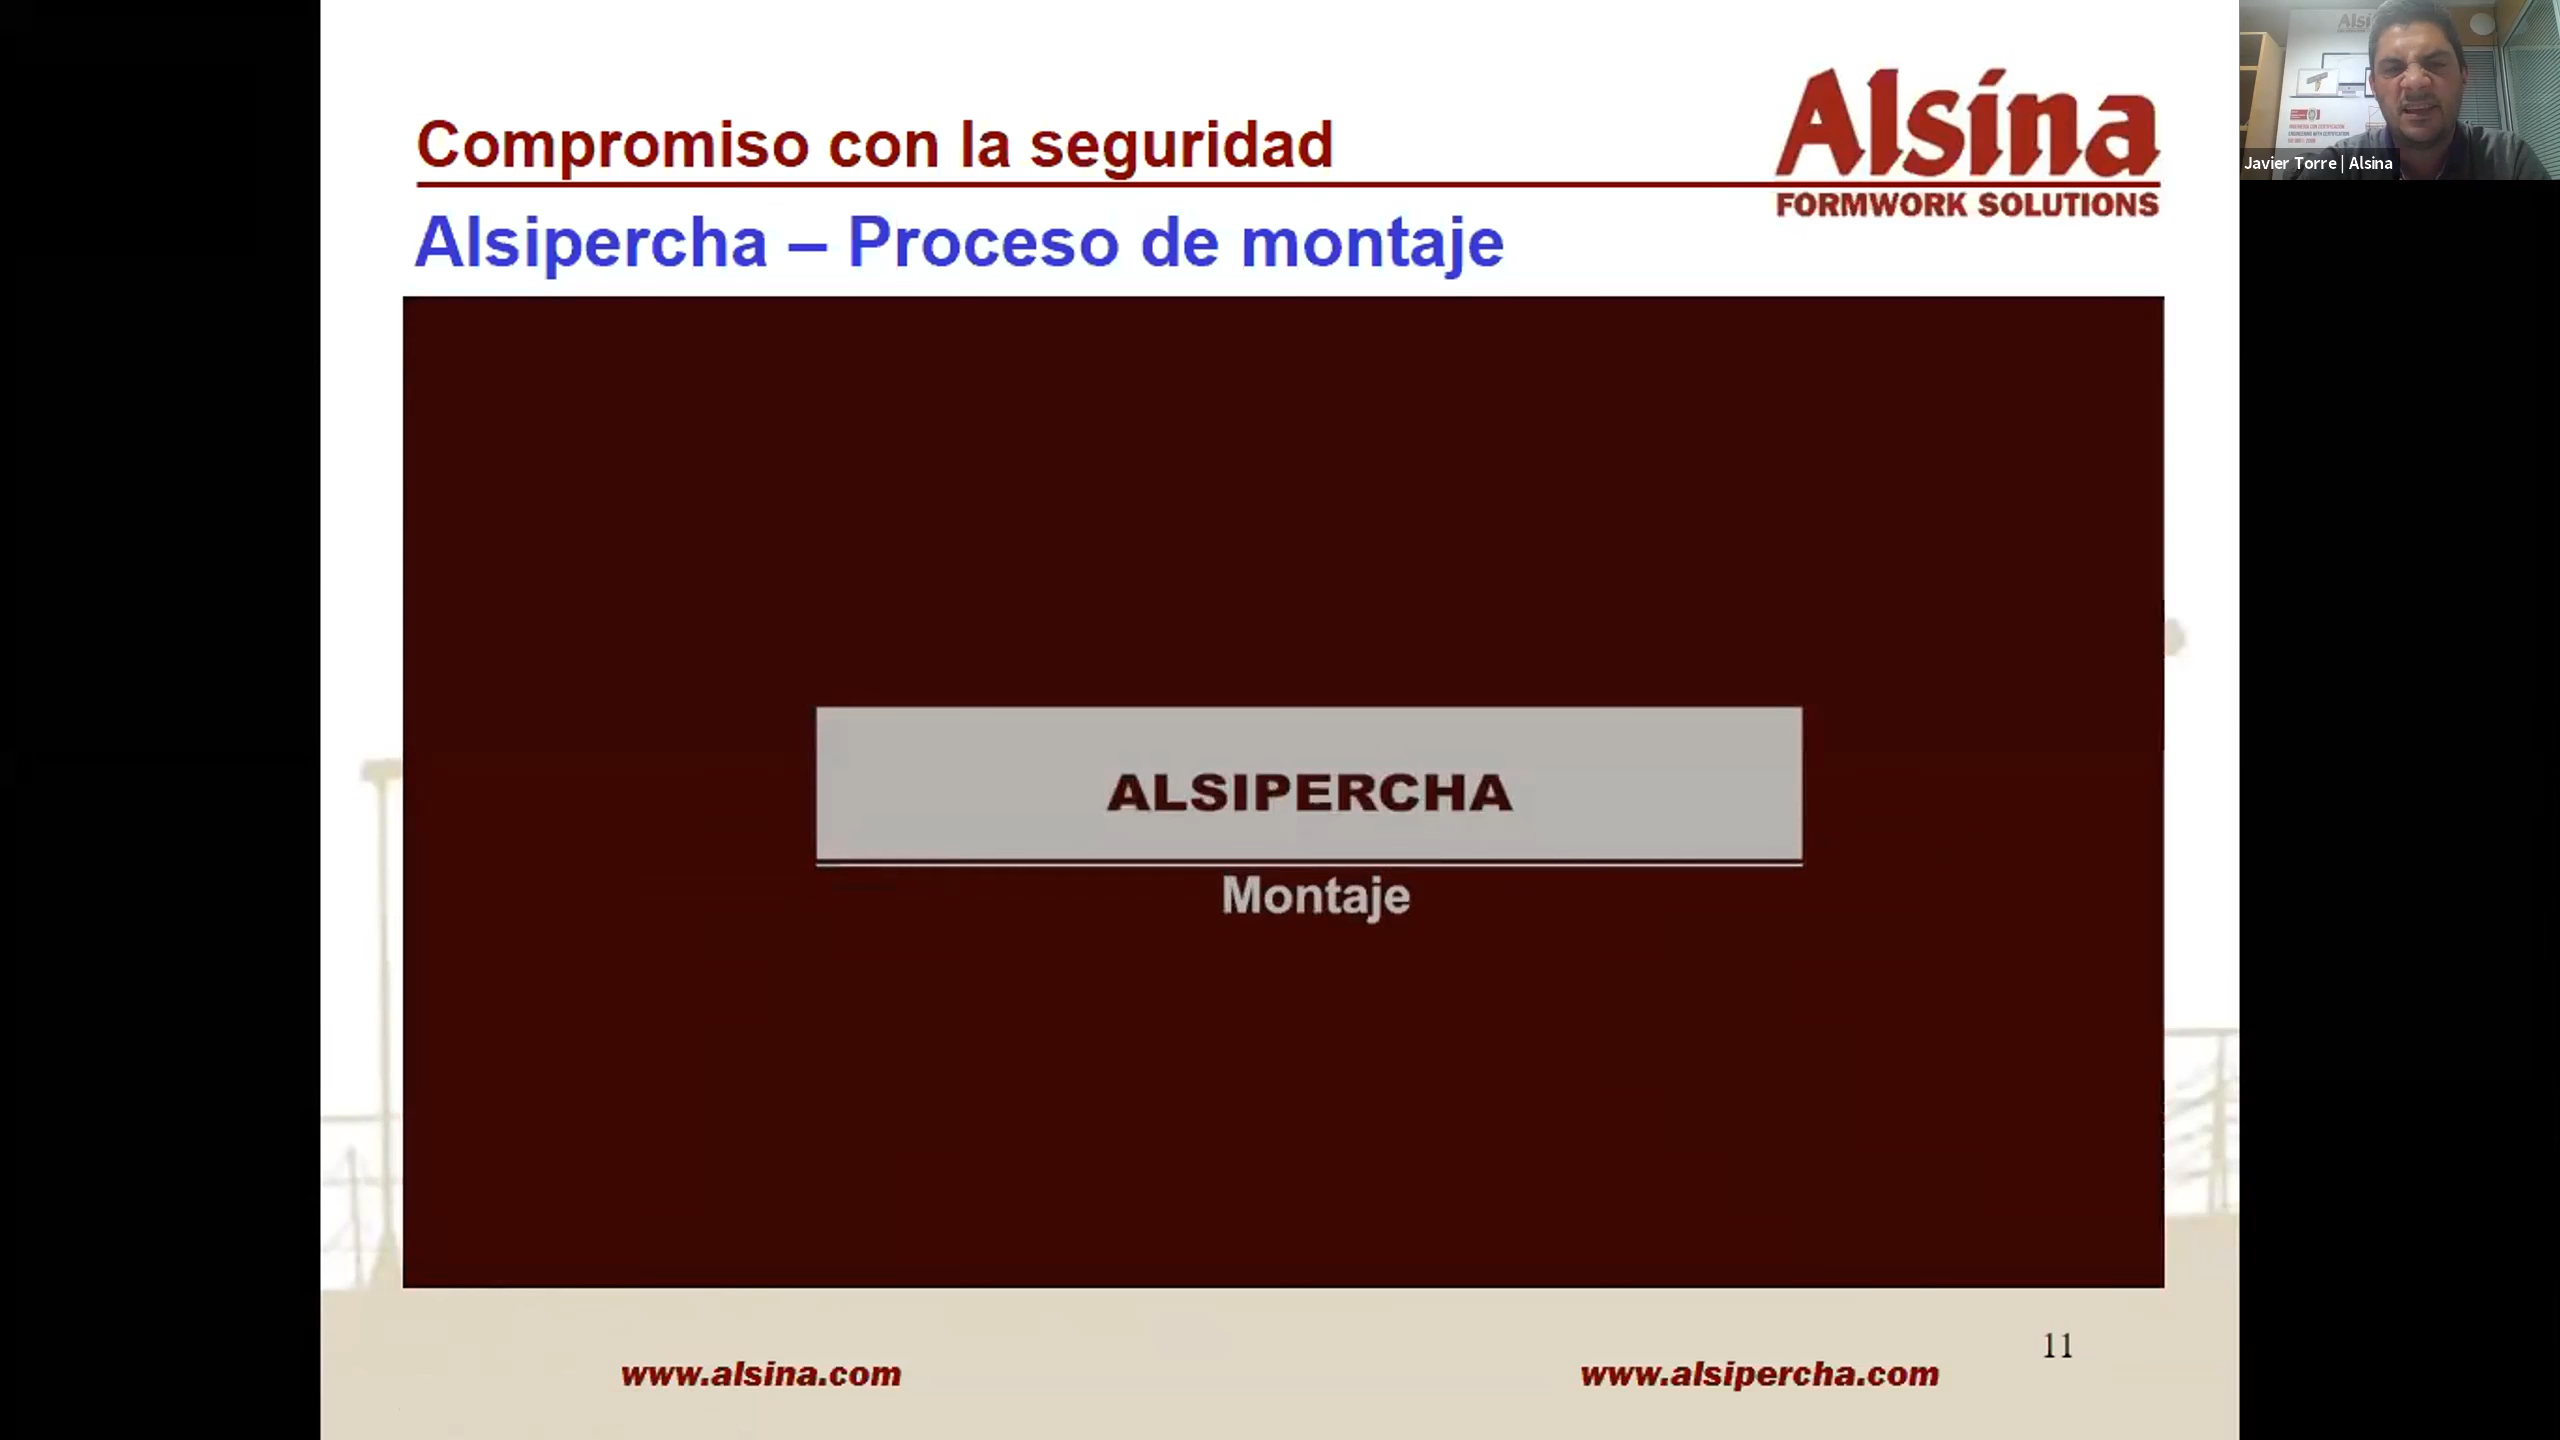 Compromiso con la seguridad
Alsína
FORMWORK SOLUTIONS
Alsipercha – Proceso de montaje
ALSIPERCHA
Montaje
11
www.alsina.com
www.alsipercha.com
Javier Torre | Alsina